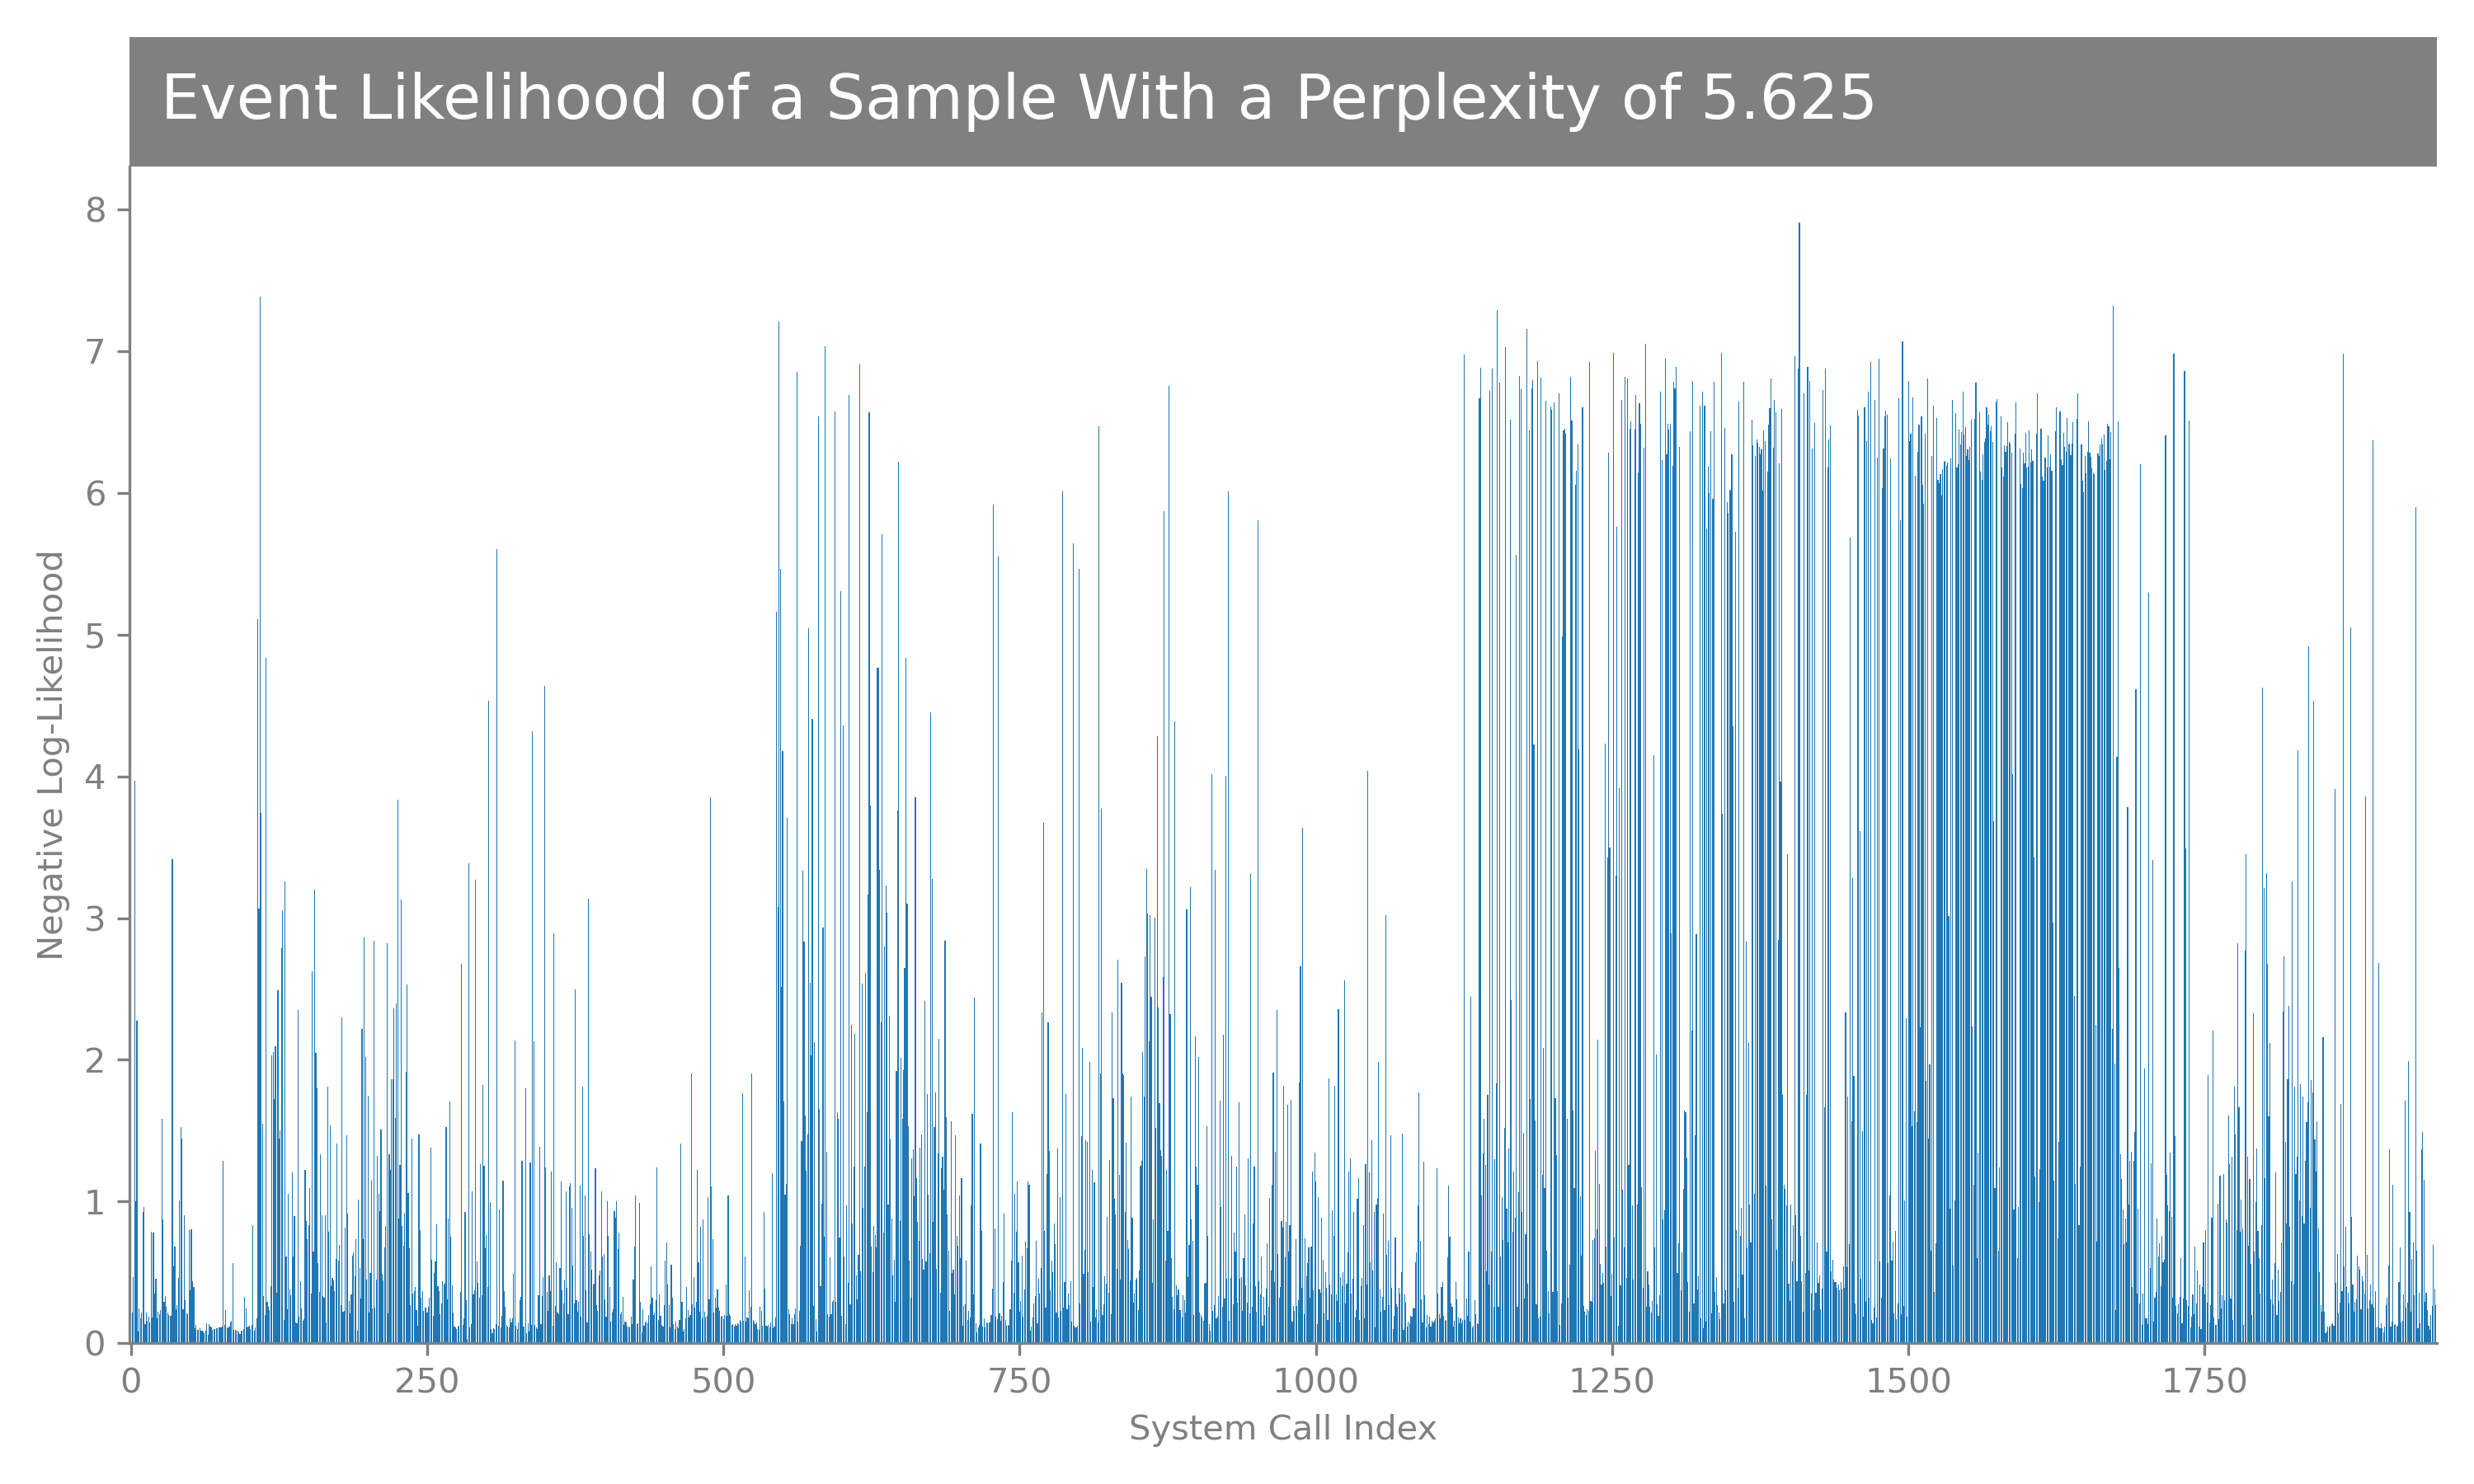 Event Likelihood of a Sample With a Perplexity of 5.625
8
7
6
5
4
3
2
1
0
Negative Log-Likelihood
0 250 500 750 1000 1250 1500 1750
System Call Index